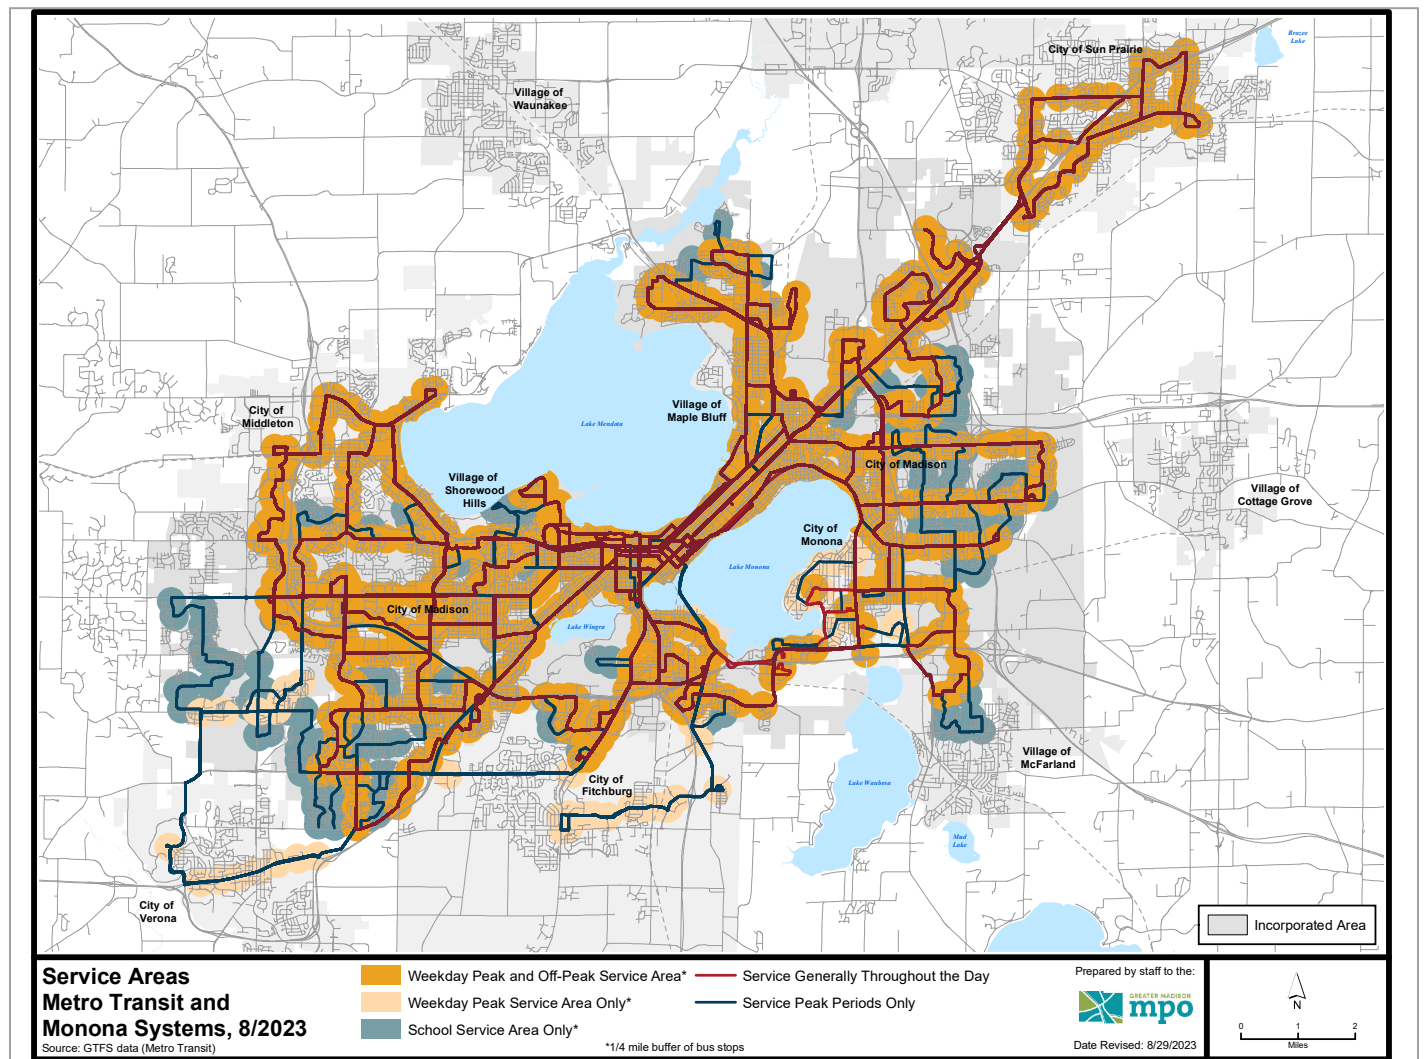 City of Sun Prairie
Brazee
Lake
Village of
Waunakee
City of
Middleton
Village of
Maple Bluff
Lake Mendota
Village of
Shorewood
Hills
City of Madison
Village of
Cottage Grove
City of
Monona
Lake Monona
City of Madison
Lake Wingra
Village of
McFarland
City of
Fitchburg
Lake Waubesa
Mud
Lake
City of
Verona
Incorporated Area
Service Areas
Metro Transit and
Monona Systems, 8/2023
Source: GTFS data (Metro Transit)
Weekday Peak and Off-Peak Service Area*
Weekday Peak Service Area Only*
School Service Area Only*
Service Generally Throughout the Day
Service Peak Periods Only
*1/4 mile buffer of bus stops
Prepared by staff to the:
GREATER MADISON
mpo
Date Revised: 8/29/2023
N
0 1 2
Miles